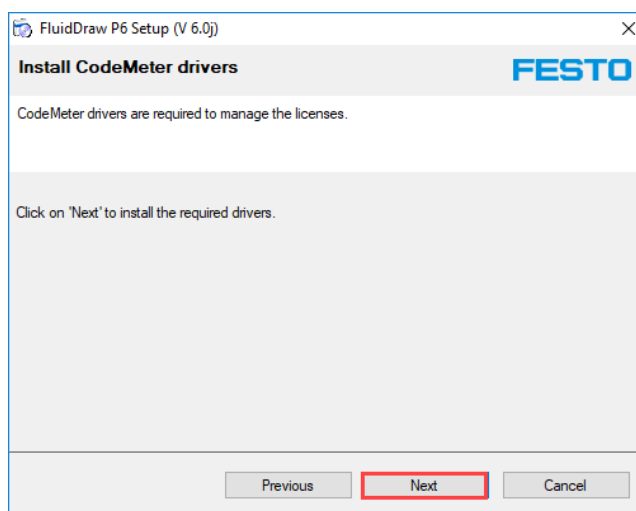 FluidDraw P6 Setup (V 6.0j)
Install CodeMeter drivers
FESTO
CodeMeter drivers are required to manage the licenses.
Click on 'Next' to install the required drivers.
Previous
Next
Cancel